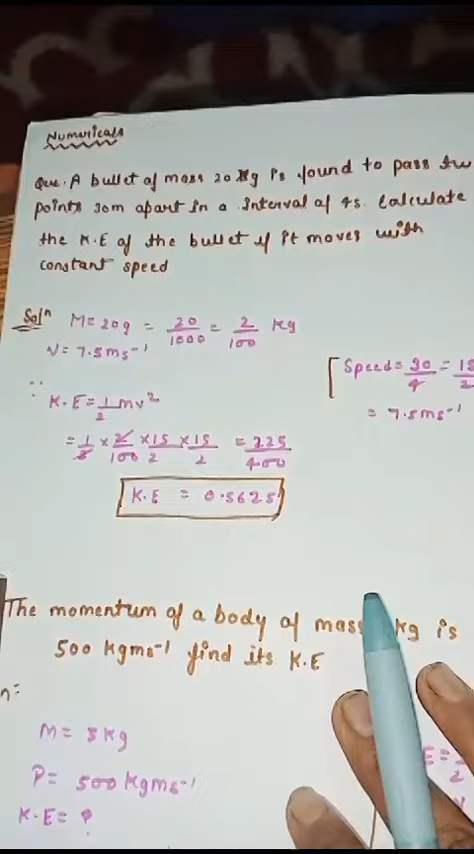 Numericals
Que. A bullet of mass 20 g is found to pass tw
points 30m apart in a interval of 4s. Calculate
the K.E of the bullet if it moves with
constant speed
Solⁿ M = 20g = 20/1000 = 2/100 kg
V = 7.5ms⁻¹
[Speed = 30/4 = 15/2
= 7.5ms⁻¹
∵ K.E = 1/2 mv²
= 1/2 × 2/100 × 15/2 × 15/2 = 225/400
K.E = 0.5625
The momentum of a body of mass kg is
500 kgms⁻¹ find its K.E
n:
M = 5kg
P = 500 kgms⁻¹
K.E = ?